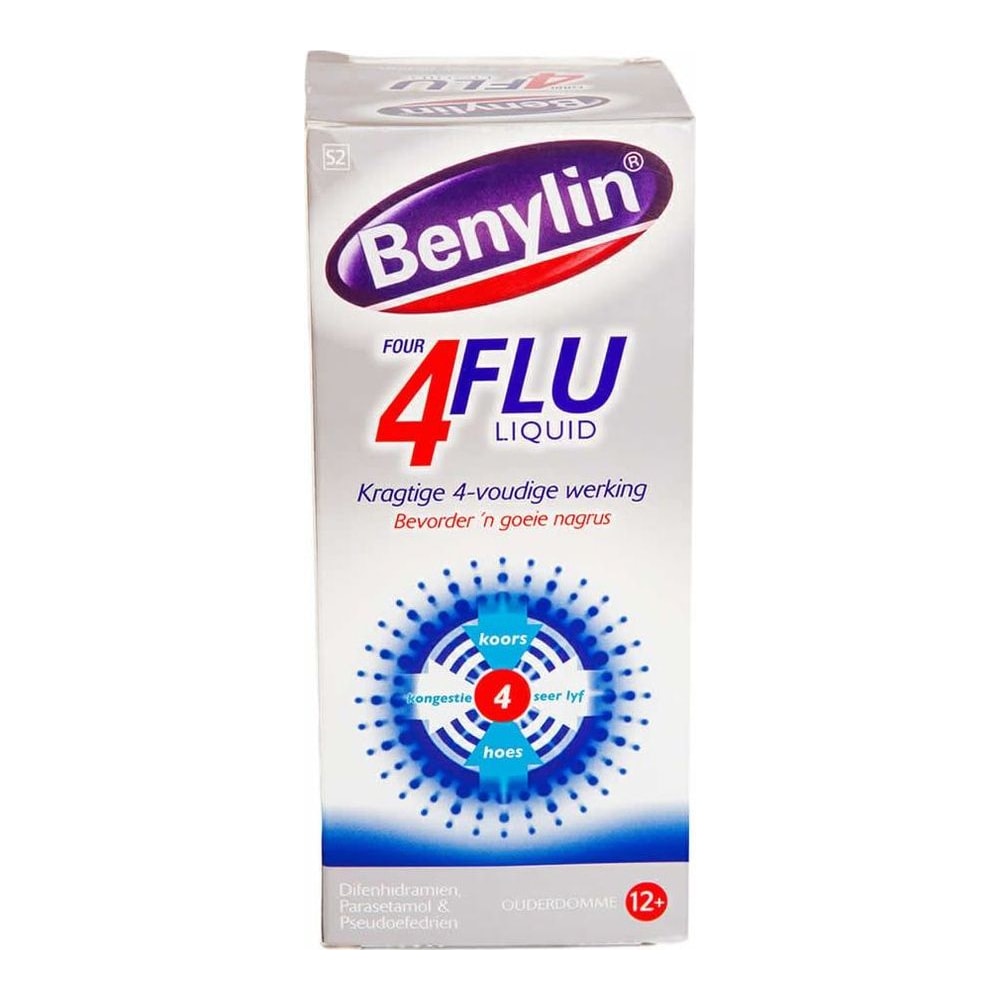 4FLU
Benylin
S2
Benylin®
FOUR
4FLU
LIQUID
Kragtige 4-voudige werking
Bevorder 'n goeie nagrus
koors
kongestie 4 seer lyf
hoes
Difenhidramien,
Parasetamol &
Pseudoefedrien
OUDERDOMME 12+